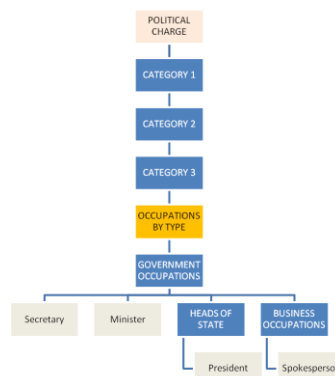 POLITICAL
CHARGE
CATEGORY 1
CATEGORY 2
CATEGORY 3
OCCUPATIONS
BY TYPE
GOVERNMENT
OCCUPATIONS
Secretary
Minister
HEADS OF
STATE
BUSINESS
OCCUPATIONS
President
Spokesperso